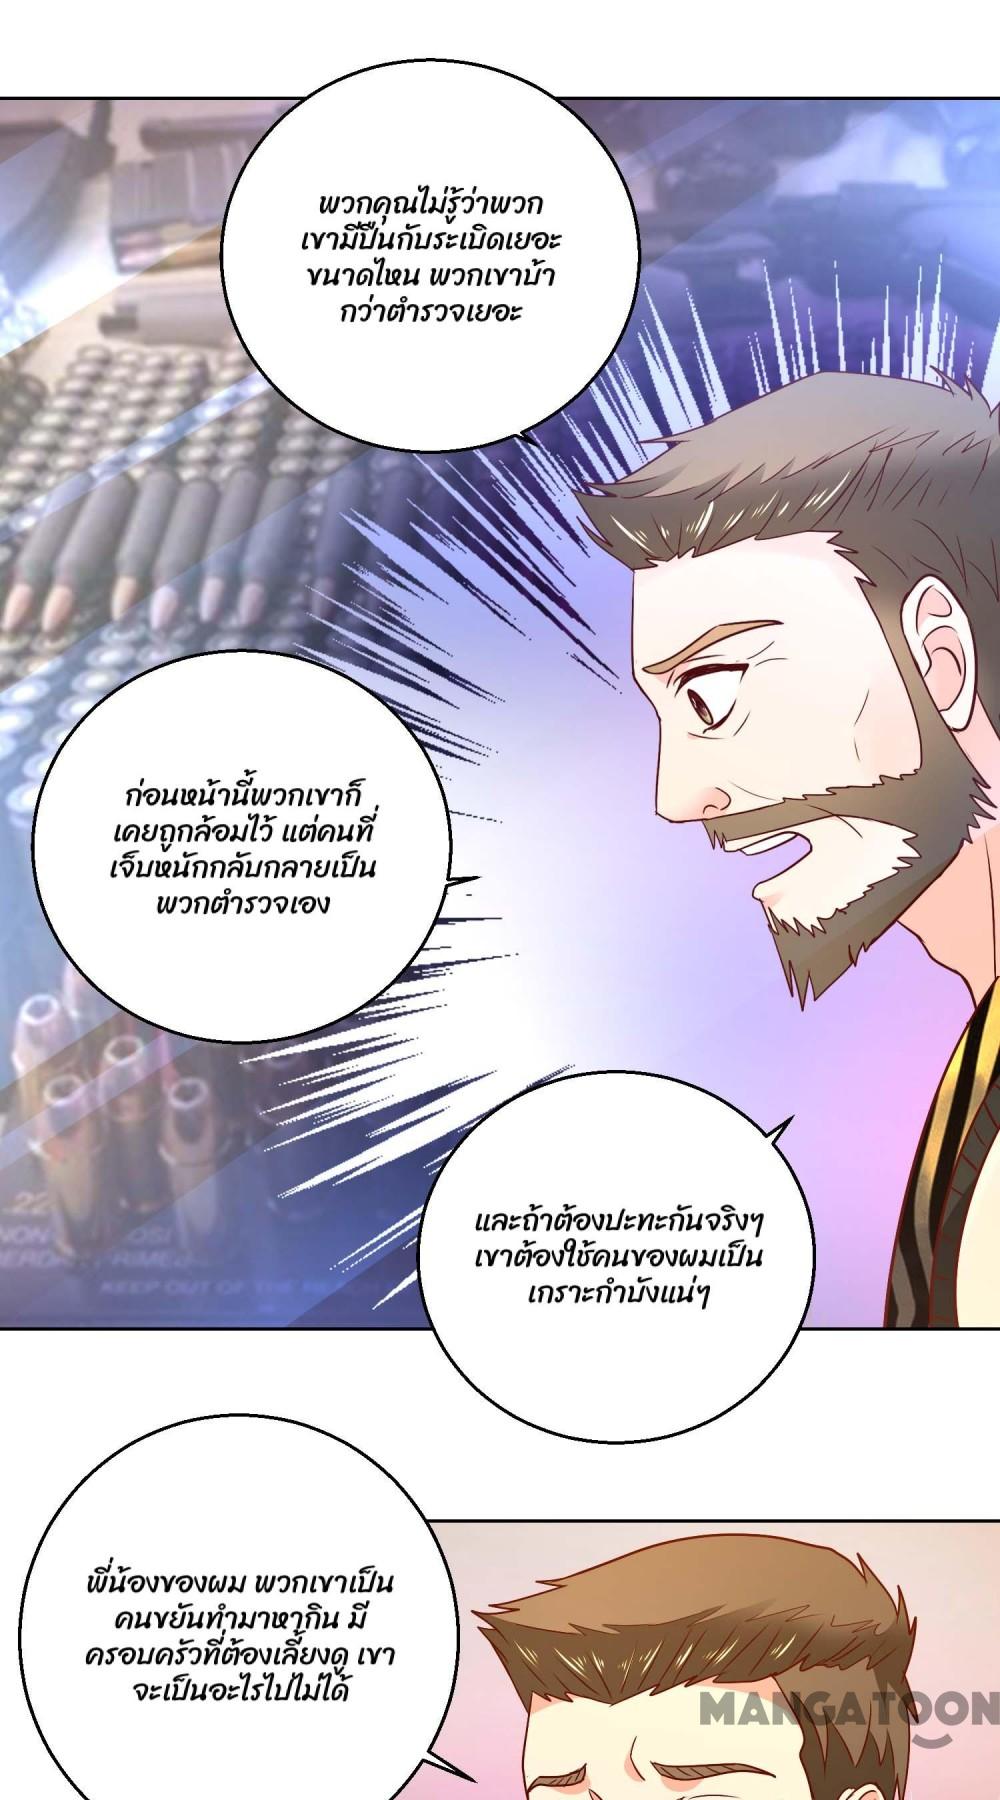 พวกคุณไม่รู้ว่าพวก
เขามีปืนกับระเบิดเยอะ
ขนาดไหน พวกเขาบ้า
กว่าตำรวจเยอะ
ก่อนหน้านี้พวกเขาก็
เคยถูกล้อมไว้ แต่คนที่
เจ็บหนักกลับกลายเป็น
พวกตำรวจเอง
และถ้าต้องปะทะกันจริงๆ
เขาต้องใช้คนของผมเป็น
เกราะกำบังแน่ๆ
KEEP OUT OF THE
พี่น้องของผม พวกเขาเป็น
คนขยันทำมาหากิน มี
ครอบครัวที่ต้องเลี้ยงดู เขา
จะเป็นอะไรไปไม่ได้
MANGATOON